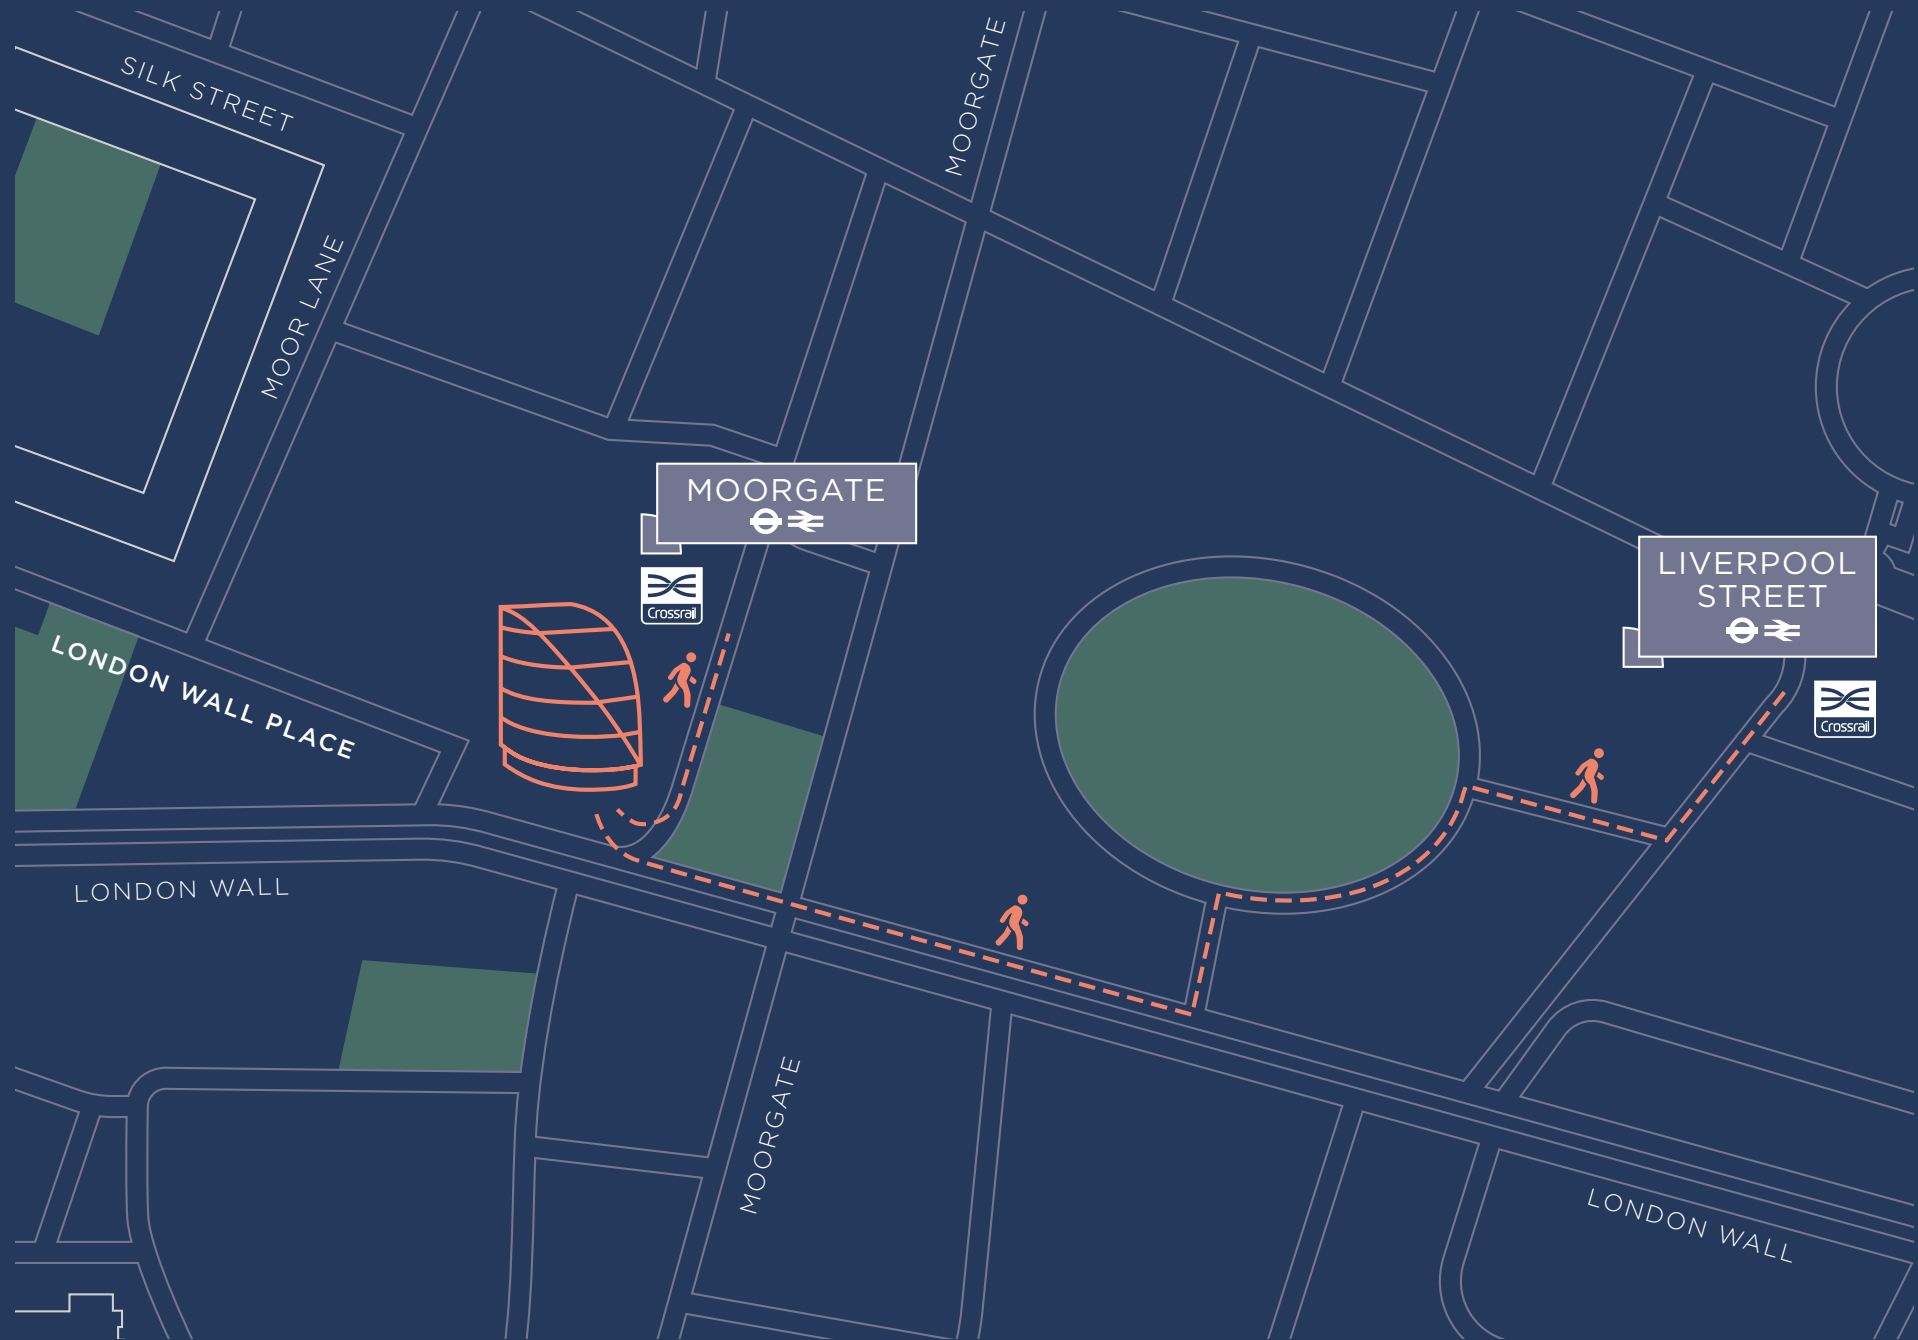 SILK STREET
MOORGATE
MOOR LANE
MOORGATE
Crossrail
LIVERPOOL
STREET
Crossrail
LONDON WALL PLACE
LONDON WALL
MOORGATE
LONDON WALL